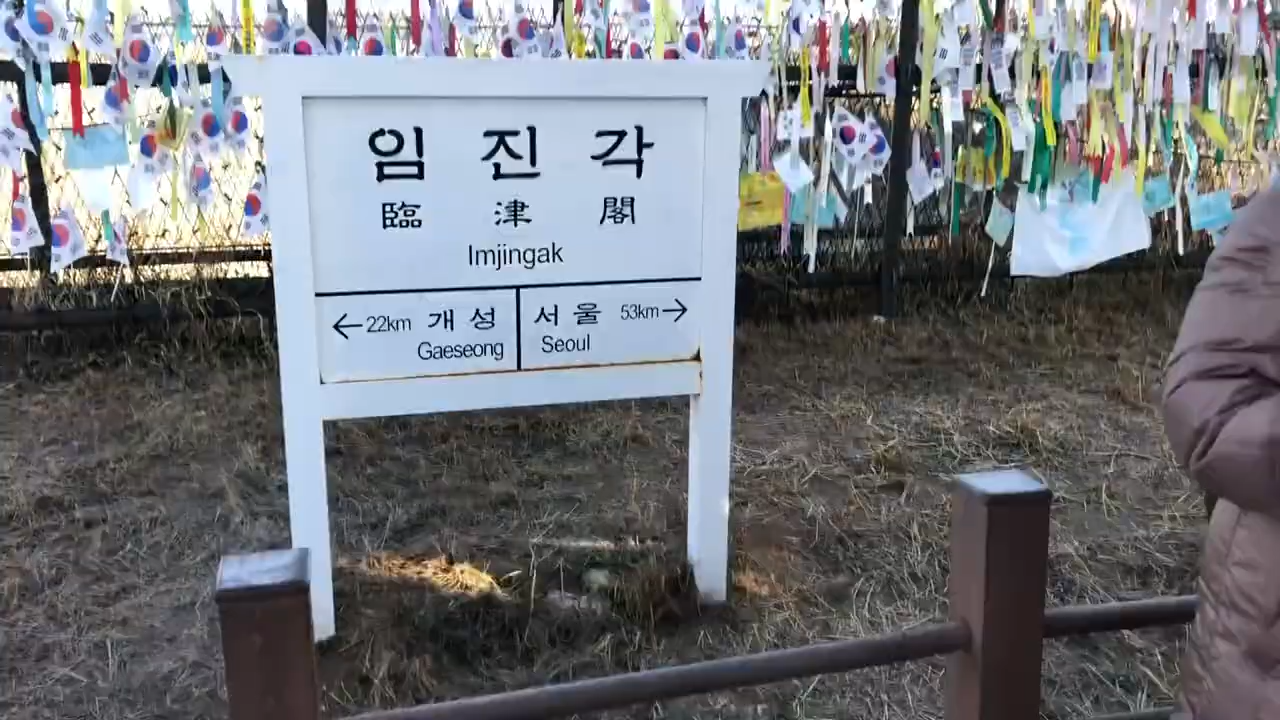 임 진 각
臨 津 閣
Imjingak
←22km 개 성
Gaeseong
서 울 53km→
Seoul